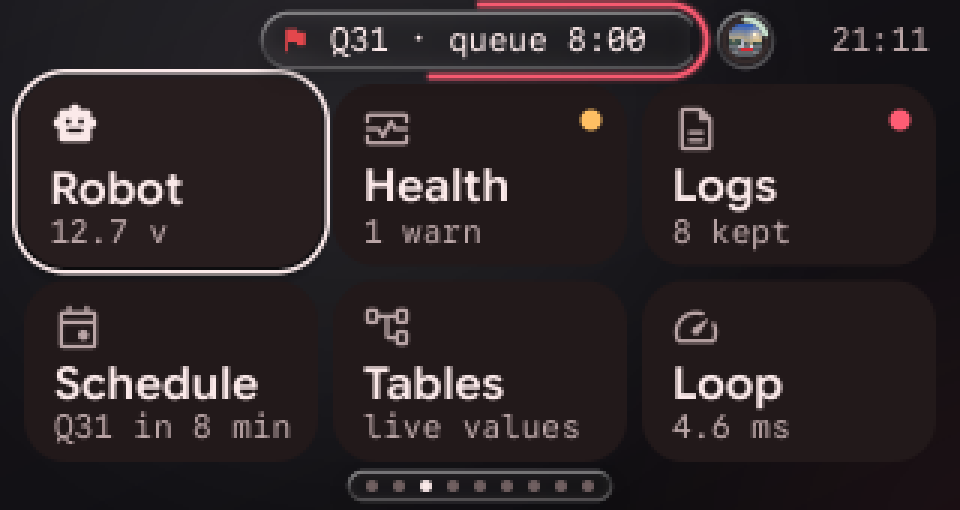 Q31 · queue 8:00
21:11
Robot
12.7 v
Health
1 warn
Logs
8 kept
Schedule
Q31 in 8 min
Tables
live values
Loop
4.6 ms